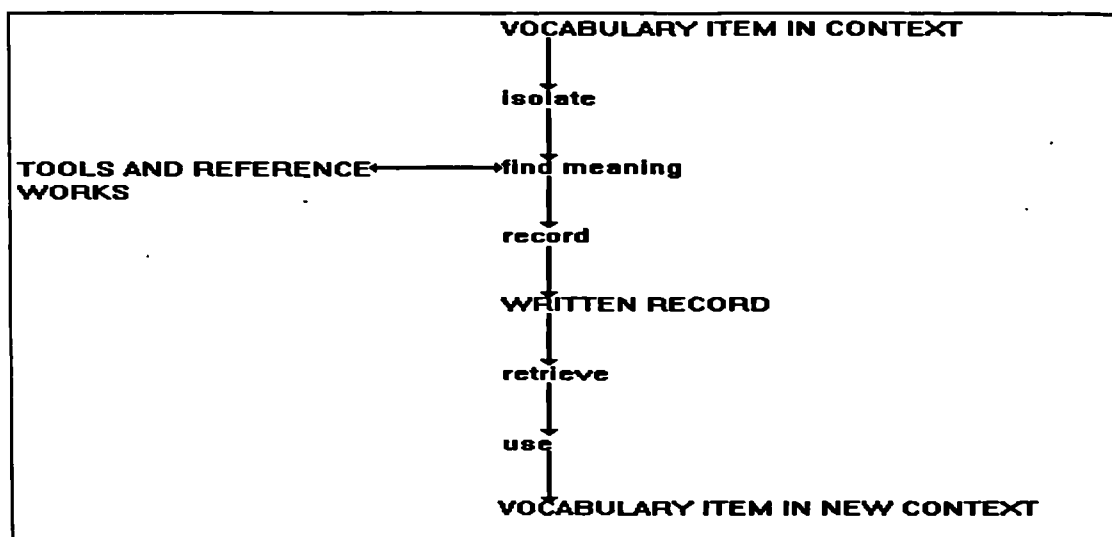 VOCABULARY ITEM IN CONTEXT
isolate
TOOLS AND REFERENCE find meaning
WORKS
record
WRITTEN RECORD
retrieve
use
VOCABULARY ITEM IN NEW CONTEXT